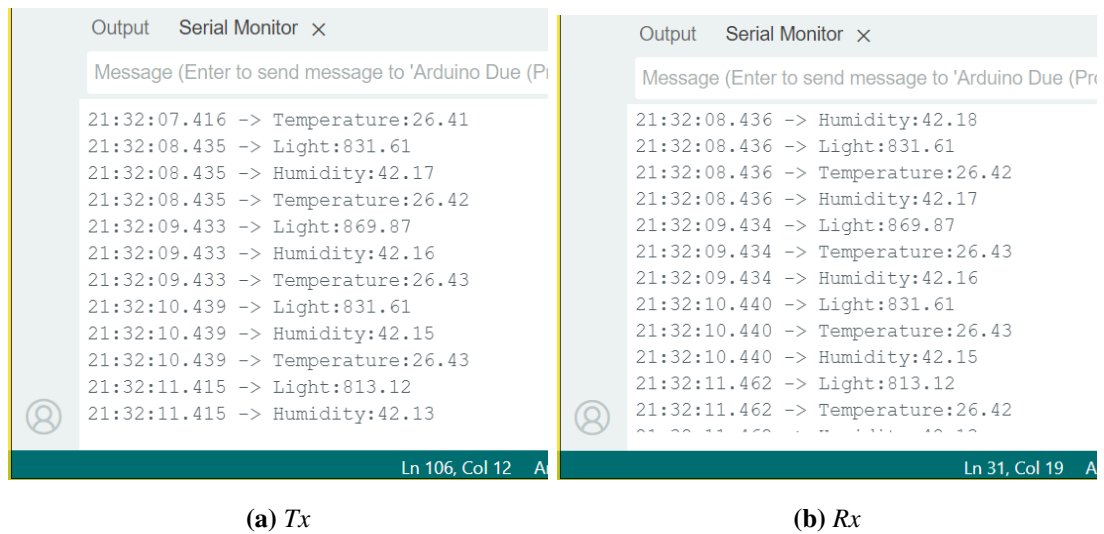 Output Serial Monitor ×
Message (Enter to send message to 'Arduino Due (Pr
21:32:07.416 -> Temperature:26.41
21:32:08.435 -> Light:831.61
21:32:08.435 -> Humidity:42.17
21:32:08.435 -> Temperature:26.42
21:32:09.433 -> Light:869.87
21:32:09.433 -> Humidity:42.16
21:32:09.433 -> Temperature:26.43
21:32:10.439 -> Light:831.61
21:32:10.439 -> Humidity:42.15
21:32:10.439 -> Temperature:26.43
21:32:11.415 -> Light:813.12
21:32:11.415 -> Humidity:42.13
Ln 106, Col 12 A
(a) Tx
Output Serial Monitor ×
Message (Enter to send message to 'Arduino Due (Pro
21:32:08.436 -> Humidity:42.18
21:32:08.436 -> Light:831.61
21:32:08.436 -> Temperature:26.42
21:32:08.436 -> Humidity:42.17
21:32:09.434 -> Light:869.87
21:32:09.434 -> Temperature:26.43
21:32:09.434 -> Humidity:42.16
21:32:10.440 -> Light:831.61
21:32:10.440 -> Temperature:26.43
21:32:10.440 -> Humidity:42.15
21:32:11.462 -> Light:813.12
21:32:11.462 -> Temperature:26.42
Ln 31, Col 19 A
(b) Rx